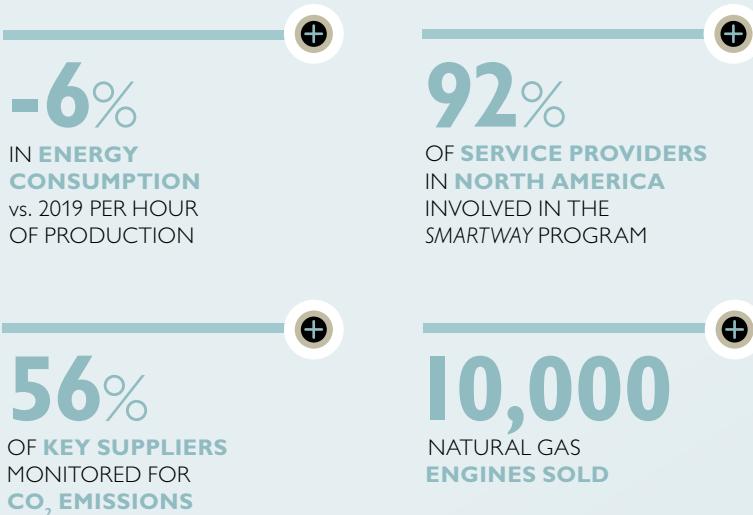 -6%
IN ENERGY
CONSUMPTION
vs. 2019 PER HOUR
OF PRODUCTION
92%
OF SERVICE PROVIDERS
IN NORTH AMERICA
INVOLVED IN THE
SMARTWAY PROGRAM
56%
OF KEY SUPPLIERS
MONITORED FOR
CO₂ EMISSIONS
10,000
NATURAL GAS
ENGINES SOLD